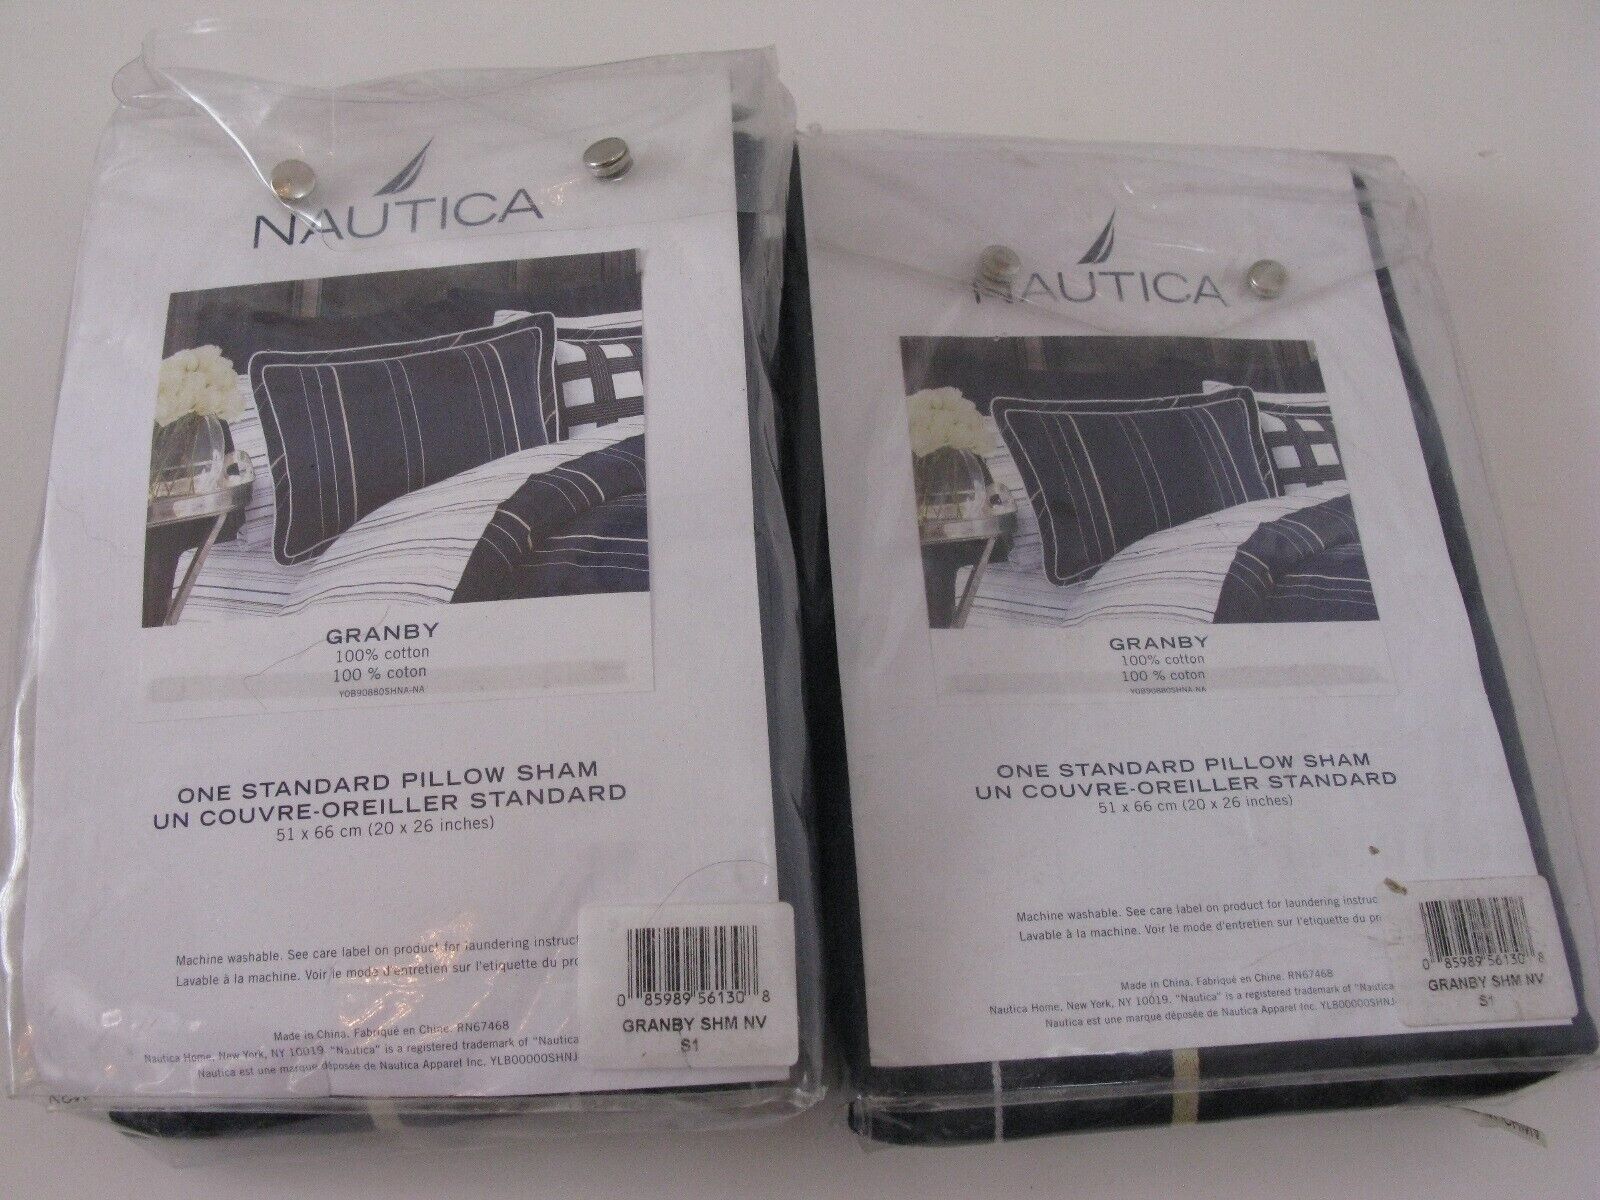 NAUTICA
GRANBY
100% cotton
100 % coton
YOB90880SHNA-NA
ONE STANDARD PILLOW SHAM
UN COUVRE-OREILLER STANDARD
51 x 66 cm (20 x 26 inches)
Machine washable. See care label on product for laundering instruc
Lavable à la machine. Voir le mode d'entretien sur l'etiquette du pro
Made in China. Fabriqué en Chine. RN67468
Nautica Home, New York, NY 10019. "Nautica" is a registered trademark of "Nautica
Nautica est une marque déposée de Nautica Apparel Inc. YLB00000SHNJ
0 85989 56130 8
GRANBY SHM NV
S1
NAUTICA
GRANBY
100% cotton
100 % coton
YOB90880SHNA-NA
ONE STANDARD PILLOW SHAM
UN COUVRE-OREILLER STANDARD
51 x 66 cm (20 x 26 inches)
Machine washable. See care label on product for laundering instruc
Lavable à la machine. Voir le mode d'entretien sur l'etiquette du pr
Made in China. Fabriqué en Chine. RN67468
Nautica Home, New York, NY 10019. "Nautica" is a registered trademark of "Nautica
Nautica est une marque déposée de Nautica Apparel Inc. YLB00000SHNJ
0 85989 56130 8
GRANBY SHM NV
S1